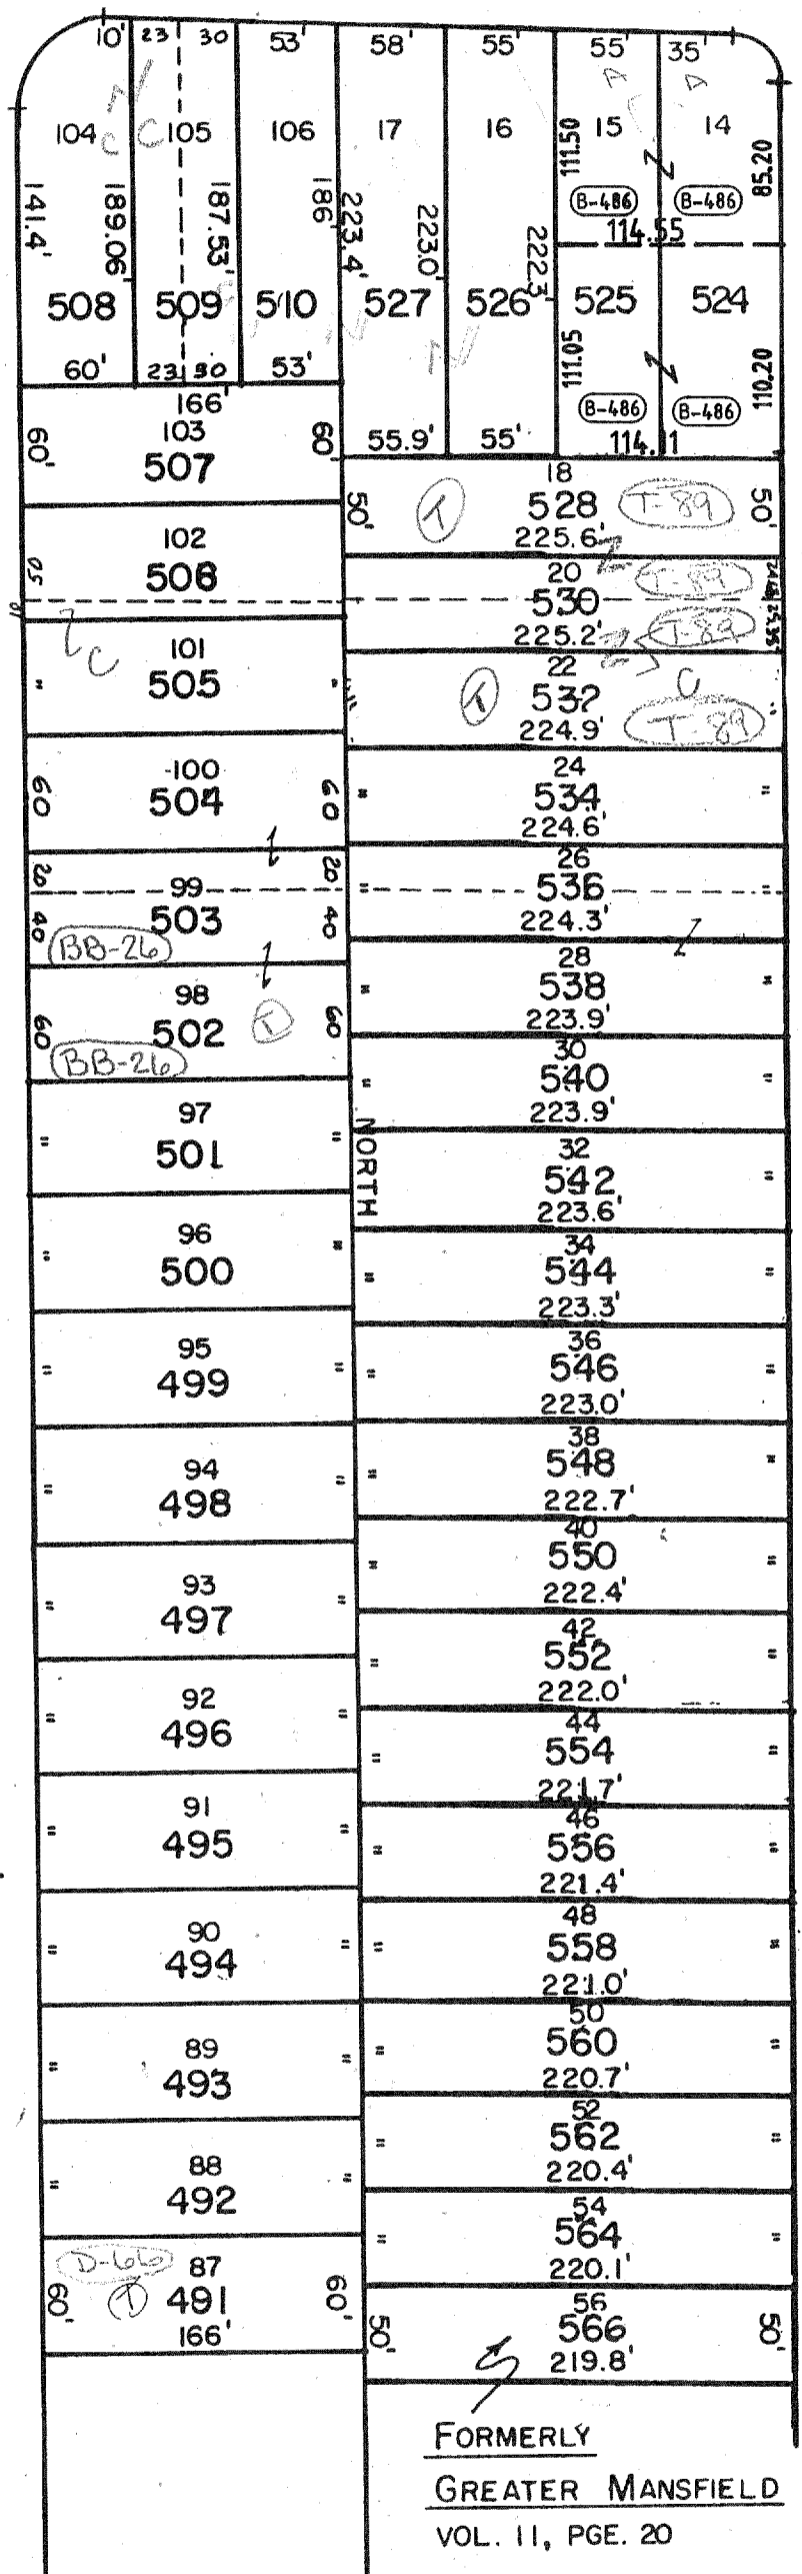 10' 23 30 53' 58' 55' 55' 35'
104 105 106 17 16 15 14
C C
141.4' 189.06' 187.53' 186' 223.4' 223.0' 222.3' 111.50 85.20
B-486 B-486
114.55
508 509 510 527 526 525 524
111.05 110.20
60' 23 30 53' 55.9' 55'
B-486 B-486
114.11
166'
103
60' 507 60'
18
50' T 528 T-89 50'
225.6'
102
506
20 T-89
530
225.2' T-89
101
C 505
" "
22 C
T 532 T-89
224.9' "
100
60 504 60
24
" 534 "
224.6'
20 99 20
40 503 40
BB-26
26
" 536 "
224.3'
98
60 502 T 60
BB-26
28
" 538 "
223.9'
30
" 540 "
223.9'
97
" 501 "
NORTH
32
542 "
223.6'
96
" 500 "
34
" 544 "
223.3'
95
" 499 "
36
" 546 "
223.0'
94
" 498 "
38
" 548 "
222.7'
93
" 497 "
40
" 550 "
222.4'
42
" 552 "
222.0'
92
" 496 "
44
" 554 "
221.7'
91
" 495 "
46
" 556 "
221.4'
90
" 494 "
48
" 558 "
221.0'
89
" 493 "
50
" 560 "
220.7'
88
" 492 "
52
" 562 "
220.4'
54
" 564 "
220.1'
D-66 87
60' T 491 60'
166'
56
50' 566 50'
219.8'
FORMERLY
GREATER MANSFIELD
VOL. 11, PGE. 20